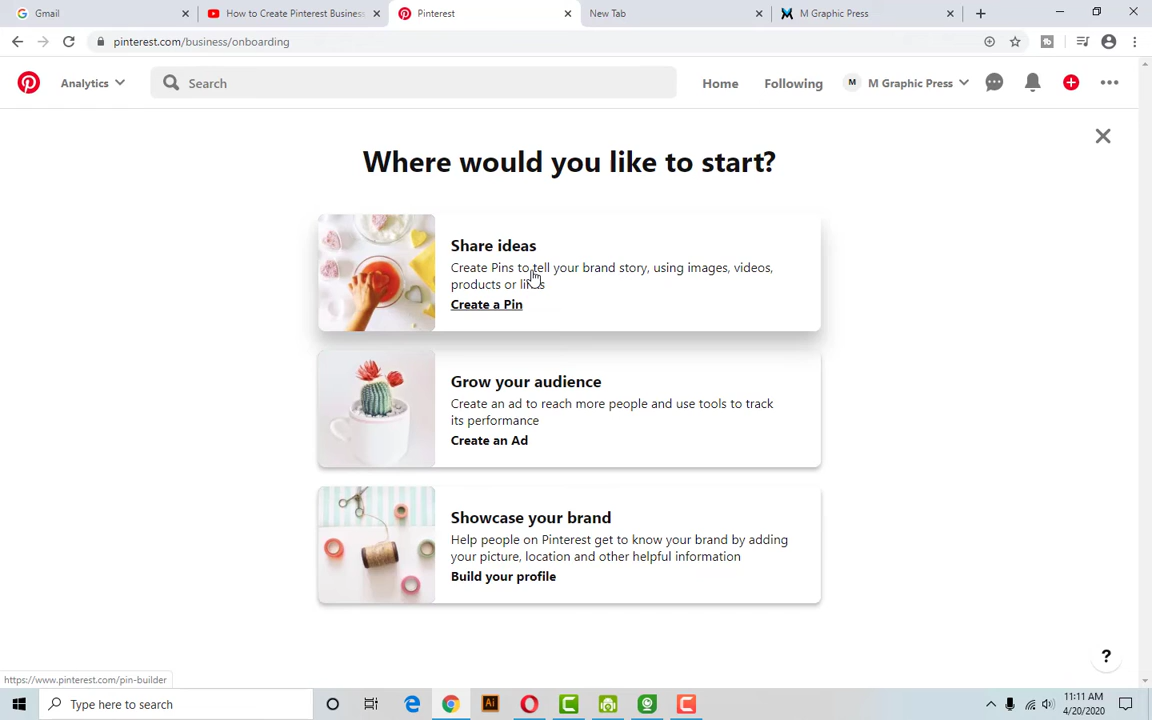 Gmail
How to Create Pinterest Business
Pinterest
New Tab
M Graphic Press
pinterest.com/business/onboarding
Analytics
Search
Home
Following
M
M Graphic Press
Where would you like to start?
Share ideas
Create Pins to tell your brand story, using images, videos,
products or links
Create a Pin
Grow your audience
Create an ad to reach more people and use tools to track
its performance
Create an Ad
Showcase your brand
Help people on Pinterest get to know your brand by adding
your picture, location and other helpful information
Build your profile
?
https://www.pinterest.com/pin-builder
Type here to search
Ai
11:11 AM
4/20/2020